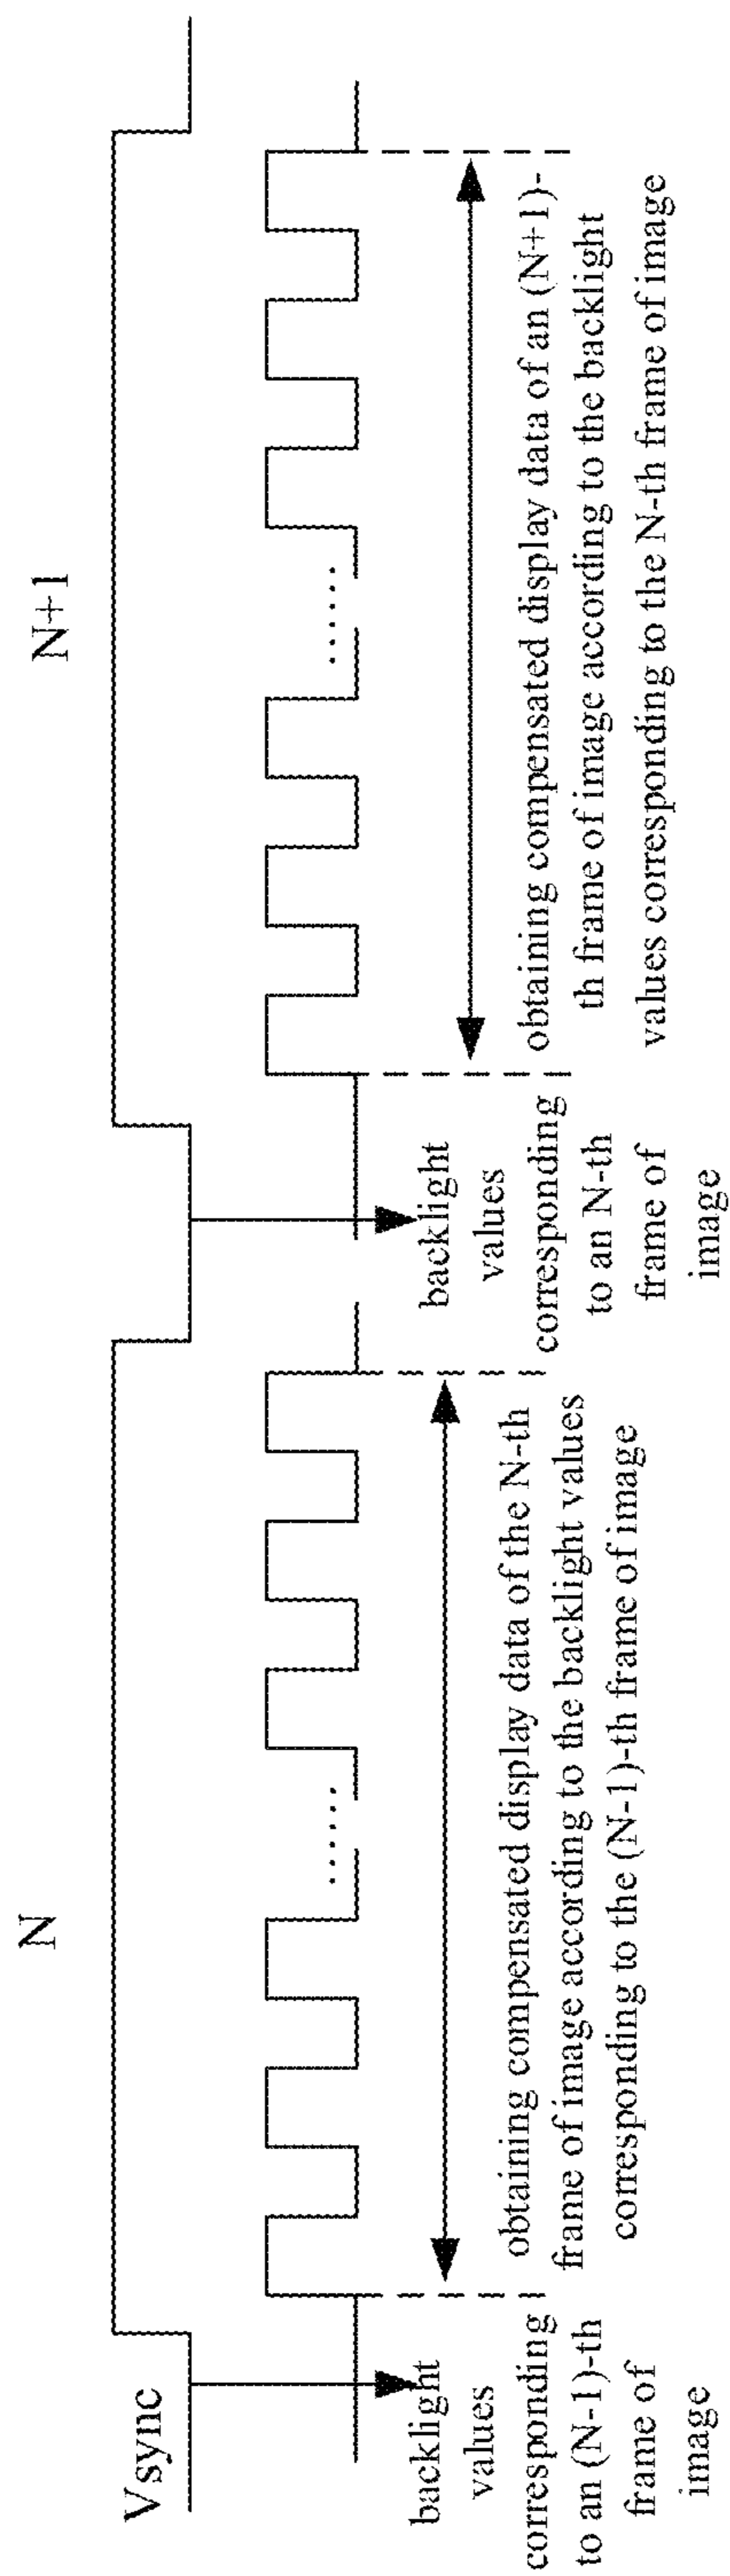 N
N+1
Vsync
backlight
values
corresponding
to an (N-1)-th
frame of
image
obtaining compensated display data of the N-th
frame of image according to the backlight values
corresponding to the (N-1)-th frame of image
backlight
values
corresponding
to an N-th
frame of
image
obtaining compensated display data of an (N+1)-
th frame of image according to the backlight
values corresponding to the N-th frame of image